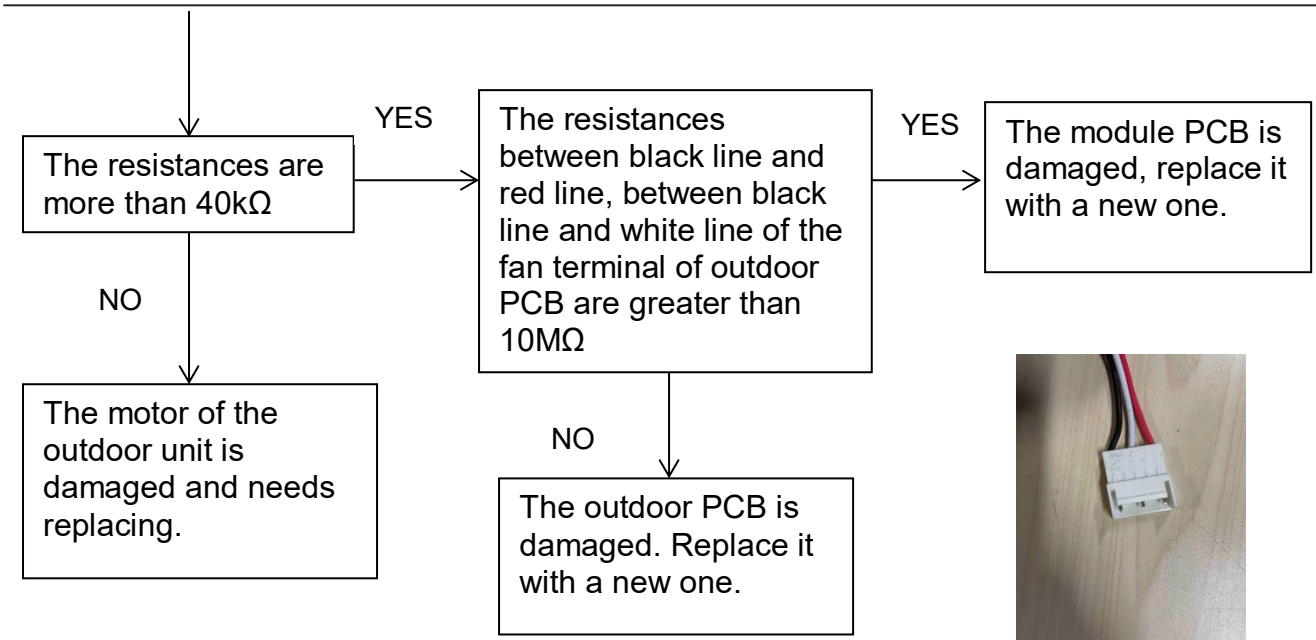 The resistances are
more than 40kΩ
YES
The resistances
between black line and
red line, between black
line and white line of the
fan terminal of outdoor
PCB are greater than
10MΩ
YES
The module PCB is
damaged, replace it
with a new one.
NO
The motor of the
outdoor unit is
damaged and needs
replacing.
NO
The outdoor PCB is
damaged. Replace it
with a new one.